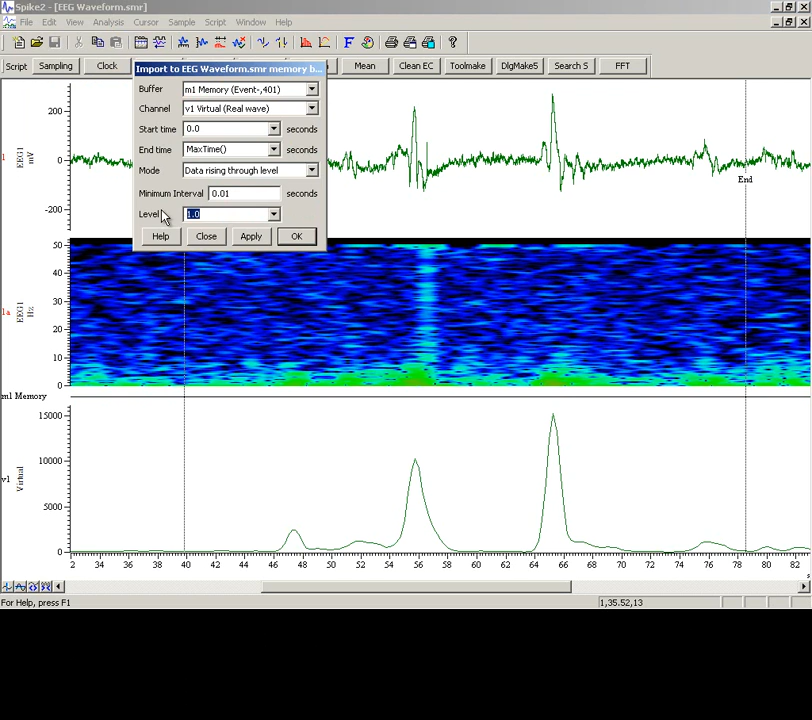 Spike2 - [EEG Waveform.smr]
File Edit View Analysis Cursor Sample Script Window Help
Script Sampling Clock Mean Clean EC Toolmake DlgMake5 Search S FFT
Import to EEG Waveform.smr memory b...
Buffer m1 Memory (Event-,401)
Channel v1 Virtual (Real wave)
Start time 0.0 seconds
End time MaxTime() seconds
Mode Data rising through level
Minimum Interval 0.01 seconds
Level 1.0
Help Close Apply OK
200
1 EEG1 mV 0
-200
End
50
40
1a EEG1 Hz 30
20
10
0
m1 Memory
15000
10000
v1 Virtual
5000
0
2 34 36 38 40 42 44 46 48 50 52 54 56 58 60 62 64 66 68 70 72 74 76 78 80 82
s
For Help, press F1
1,35.52,13